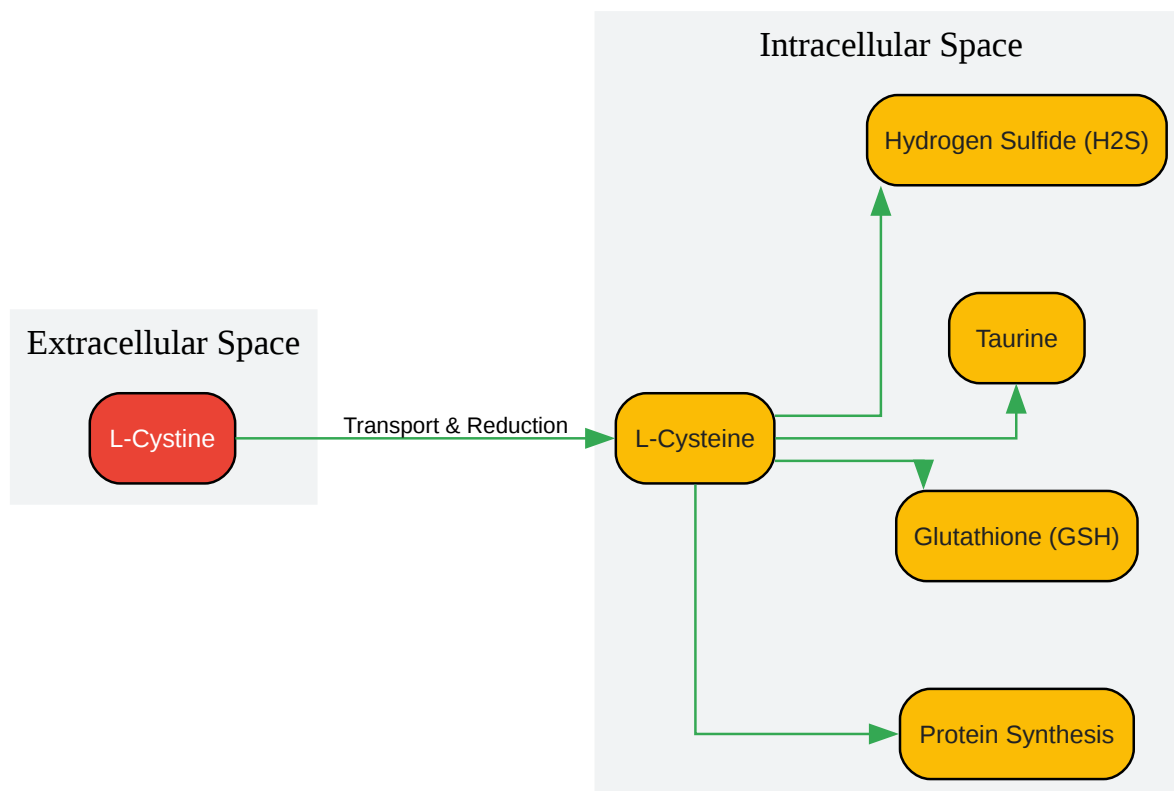 Intracellular Space
Hydrogen Sulfide (H2S)
Taurine
Extracellular Space
L-Cystine
Transport & Reduction
L-Cysteine
Glutathione (GSH)
Protein Synthesis